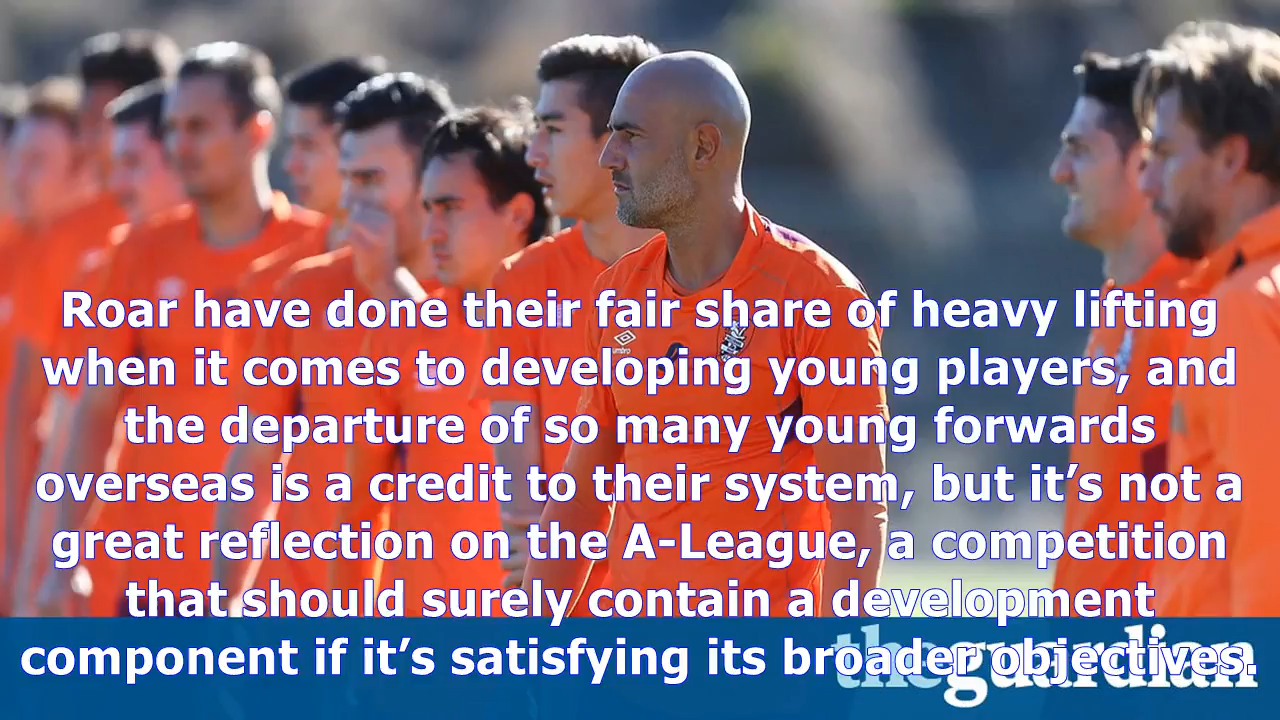 Roar have done their fair share of heavy lifting
when it comes to developing young players, and
the departure of so many young forwards
overseas is a credit to their system, but it’s not a
great reflection on the A-League, a competition
that should surely contain a development
component if it’s satisfying its broader objectives.
theguardian
umbro